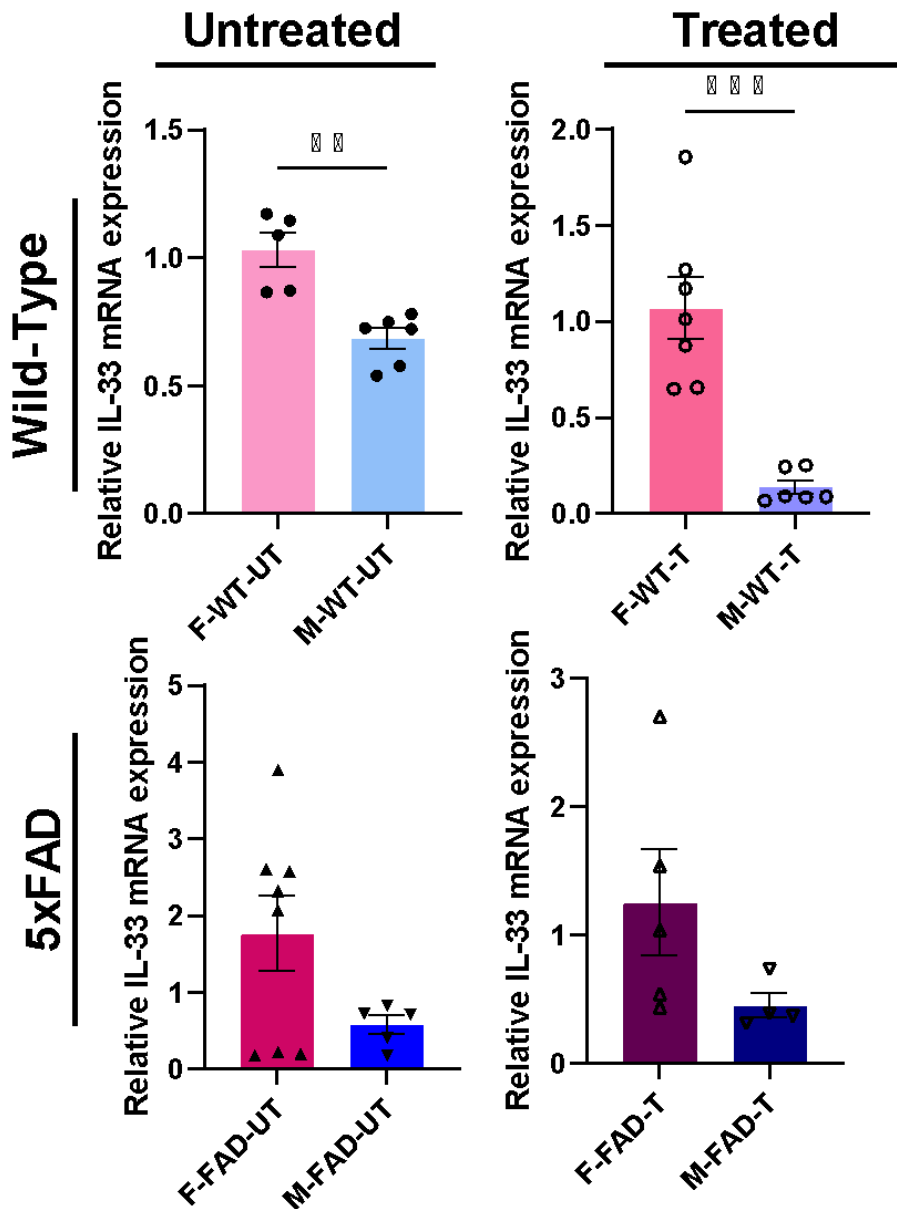 Untreated
Treated
Wild-Type
Relative IL-33 mRNA expression
1.5
1.0
0.5
0.0
F-WT-UT
M-WT-UT
Relative IL-33 mRNA expression
2.0
1.5
1.0
0.5
0.0
F-WT-T
M-WT-T
5xFAD
Relative IL-33 mRNA expression
5
4
3
2
1
0
F-FAD-UT
M-FAD-UT
Relative IL-33 mRNA expression
3
2
1
0
F-FAD-T
M-FAD-T